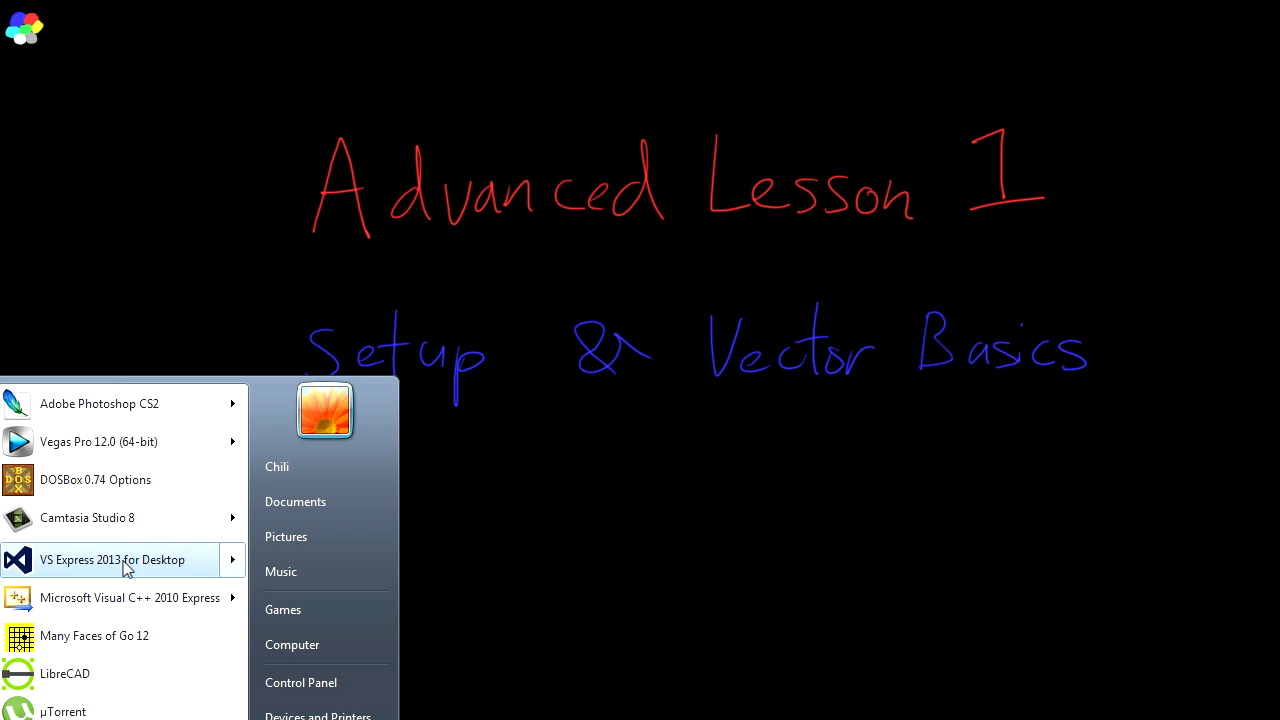 Advanced Lesson 1
Setup & Vector Basics
Adobe Photoshop CS2
Vegas Pro 12.0 (64-bit)
DOSBox 0.74 Options
Camtasia Studio 8
VS Express 2013 for Desktop
Microsoft Visual C++ 2010 Express
Many Faces of Go 12
LibreCAD
µTorrent
Chili
Documents
Pictures
Music
Games
Computer
Control Panel
Devices and Printers